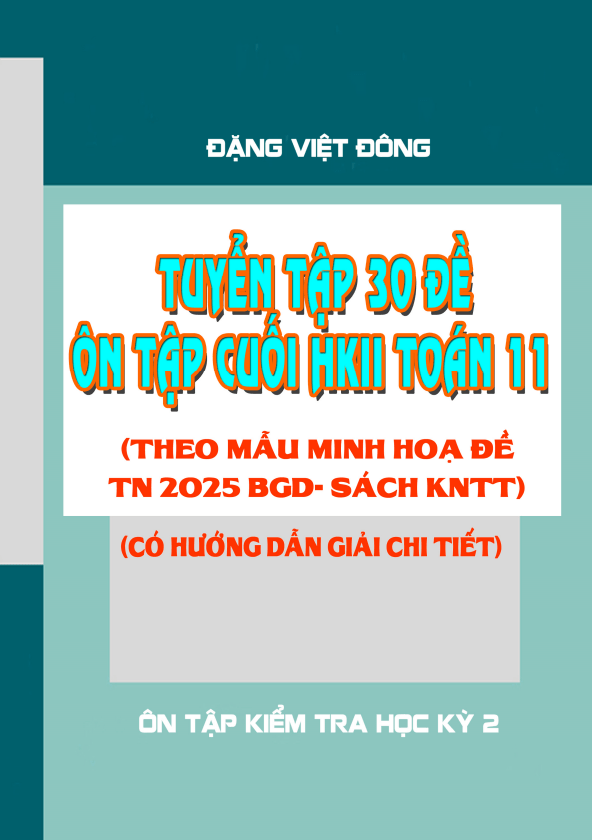 ĐẶNG VIỆT ĐÔNG
TUYỂN TẬP 30 ĐỀ
ÔN TẬP CUỐI HKII TOÁN 11
(THEO MẪU MINH HOẠ ĐỀ
TN 2025 BGD- SÁCH KNTT)
(CÓ HƯỚNG DẪN GIẢI CHI TIẾT)
ÔN TẬP KIỂM TRA HỌC KỲ 2